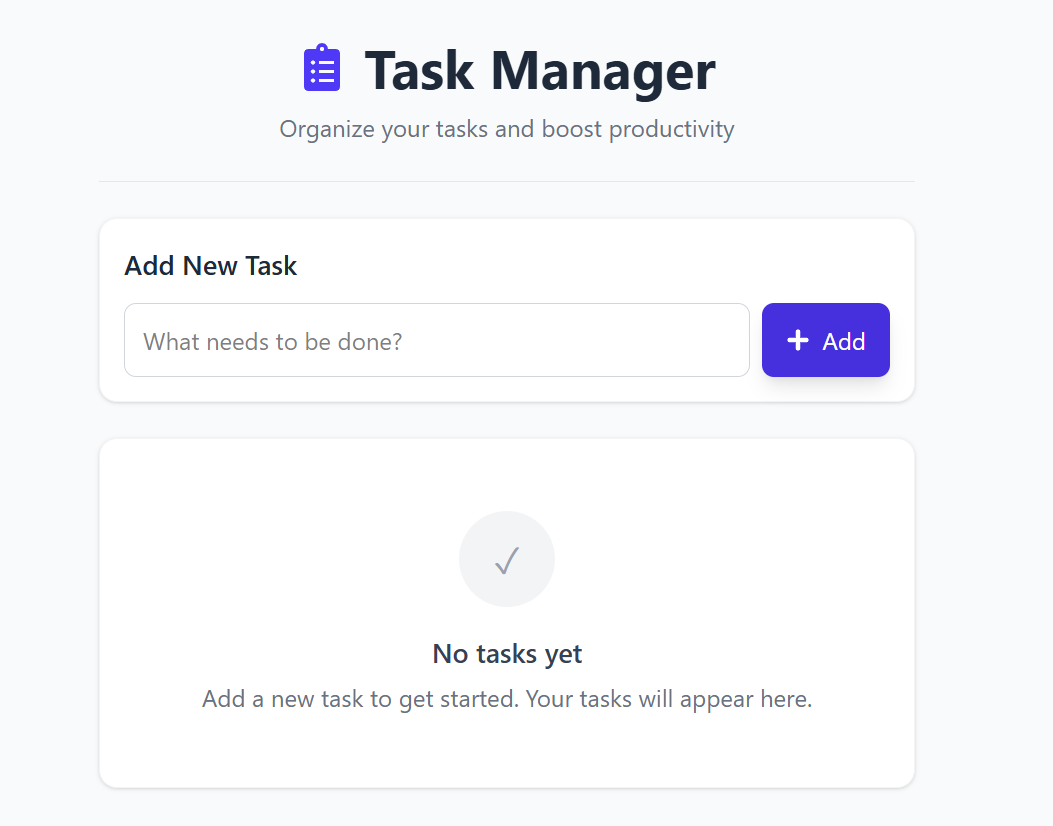 Task Manager
Organize your tasks and boost productivity
Add New Task
What needs to be done?
Add
No tasks yet
Add a new task to get started. Your tasks will appear here.